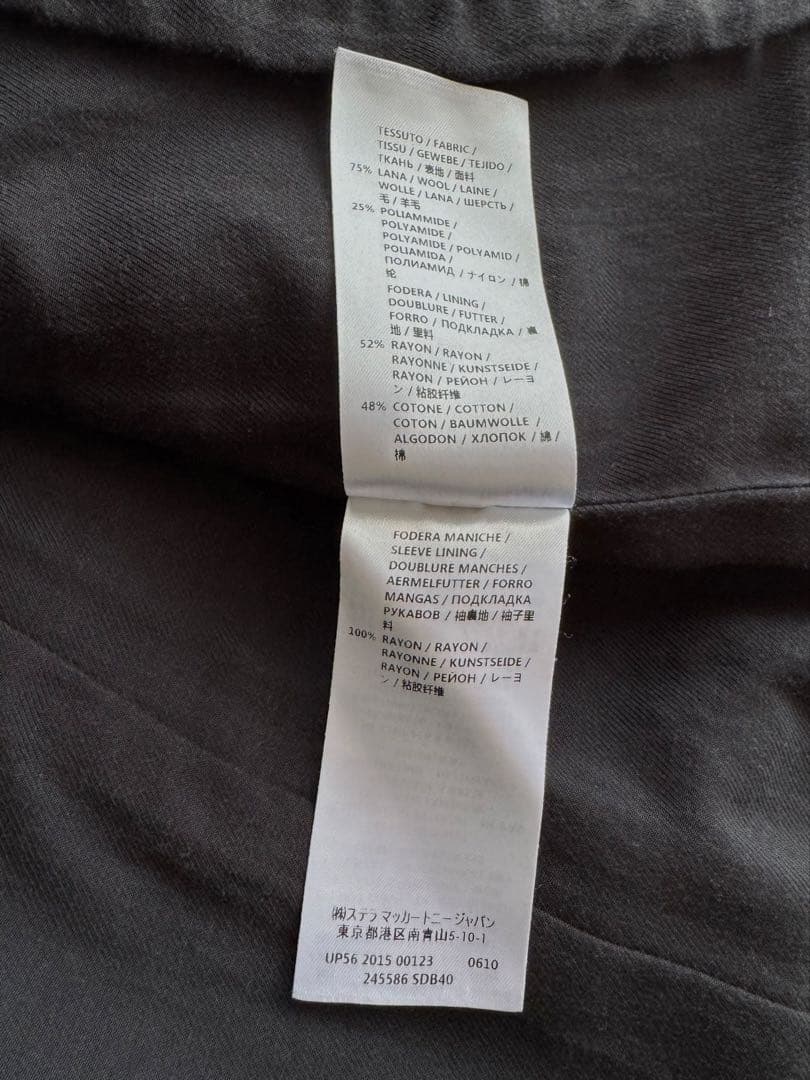 TESSUTO / FABRIC /
TISSU / GEWEBE / TEJIDO /
ТКАНЬ / 表地 / 面料
75% LANA / WOOL / LAINE /
WOLLE / LANA / ШЕРСТЬ /
毛 / 羊毛
25% POLIAMMIDE /
POLYAMIDE /
POLYAMIDE / POLYAMID /
POLIAMIDA /
ПОЛИАМИД / ナイロン / 锦
纶
FODERA / LINING /
DOUBLURE / FUTTER /
FORRO / ПОДКЛАДКА / 裏
地 / 里料
52% RAYON / RAYON /
RAYONNE / KUNSTSEIDE /
RAYON / РЕЙОН / レーヨ
ン / 粘胶纤维
48% COTONE / COTTON /
COTON / BAUMWOLLE /
ALGODON / ХЛОПОК / 綿 /
棉
FODERA MANICHE /
SLEEVE LINING /
DOUBLURE MANCHES /
AERMELFUTTER / FORRO
MANGAS / ПОДКЛАДКА
РУКАВОВ / 袖裏地 / 袖子里
料
100% RAYON / RAYON /
RAYONNE / KUNSTSEIDE /
RAYON / РЕЙОН / レーヨ
ン / 粘胶纤维
㈱ステラ マッカートニージャパン
東京都港区南青山5-10-1
UP56 2015 00123 0610
245586 SDB40